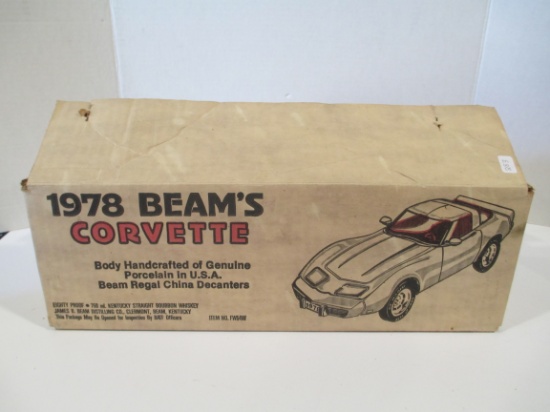 1978 BEAM'S
CORVETTE
Body Handcrafted of Genuine
Porcelain in U.S.A.
Beam Regal China Decanters
EIGHTY PROOF • 750 ml. KENTUCKY STRAIGHT BOURBON WHISKEY
JAMES B. BEAM DISTILLING CO., CLERMONT, BEAM, KENTUCKY
This Package May Be Opened for Inspection By BATF Officers ITEM NO.